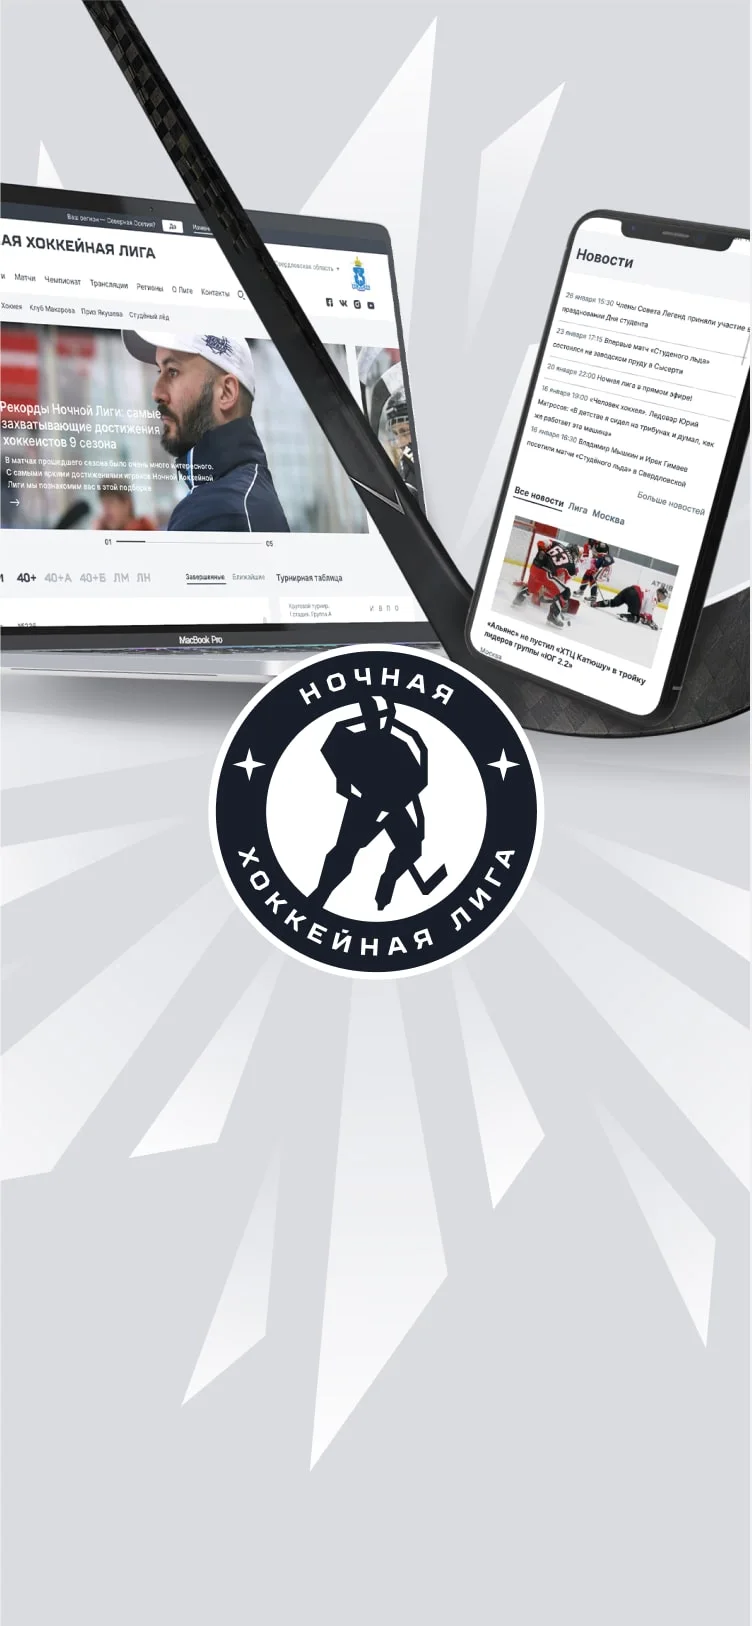 Ваш регион — Северная Осетия?
Да
АЯ ХОККЕЙНАЯ ЛИГА
Свердловская область
и Матчи Чемпионат Трансляции Регионы О Лиге Контакты
Хоккея Клуб Макарова Приз Якушева Студёный лёд
Рекорды Ночной Лиги: самые
захватывающие достижения
хоккеистов 9 сезона
В матчах прошедшего сезона было очень много интересного.
С самыми яркими достижениями игроков Ночной Хоккейной
Лиги мы познакомим вас в этой подборке
→
01
05
40+ 40+А 40+Б ЛМ ЛН
Завершенные Ближайшие Турнирная таблица
Круговой турнир.
1 стадия. Группа А
И В П О
MacBook Pro
Новости
26 января 15:30 Члены Совета Легенд приняли участие в
праздновании Дня студента
23 января 17:15 Впервые матч «Студеного льда»
состоялся на заводском пруду в Сысерти
20 января 22:00 Ночная лига в прямом эфире!
16 января 19:00 «Человек хоккея». Ледовар Юрий
Матросов: «В детстве я сидел на трибунах и думал, как
же работает эта машина»
16 января 16:30 Владимир Мышкин и Ирек Гимаев
посетили матчи «Студёного льда» в Свердловской
Больше новостей
Все новости Лига Москва
63
«Альянс» не пустил «ХТЦ Катюшу» в тройку
лидеров группы «ЮГ 2.2»
Москва
НОЧНАЯ
ХОККЕЙНАЯ ЛИГА